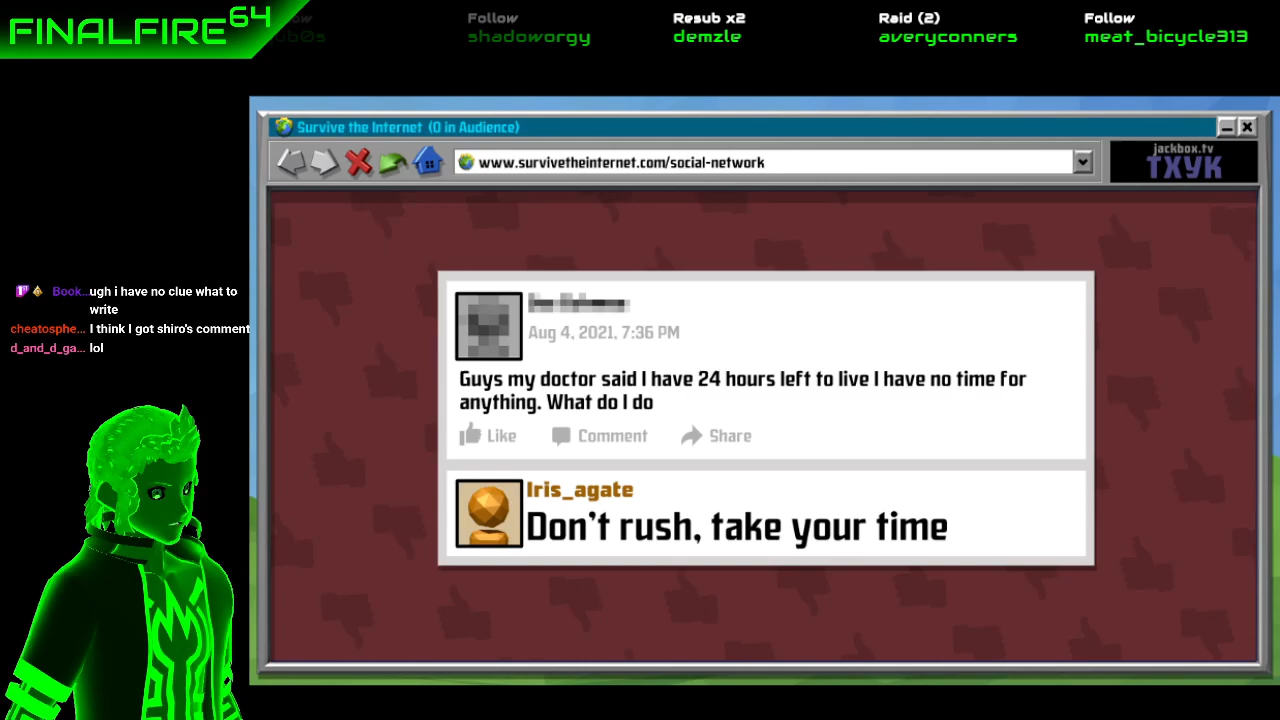 FINALFIRE64
Follow
shadoworgy
Resub x2
demzle
Raid (2)
averyconners
Follow
meat_bicycle313
Survive the Internet (0 in Audience)
www.survivetheinternet.com/social-network
jackbox.tv
TXYK
Book... ugh i have no clue what to
write
cheatosphe... I think I got shiro's comment
d_and_d_ga... lol
Aug 4, 2021, 7:36 PM
Guys my doctor said I have 24 hours left to live I have no time for
anything. What do I do
Like Comment Share
Iris_agate
Don't rush, take your time